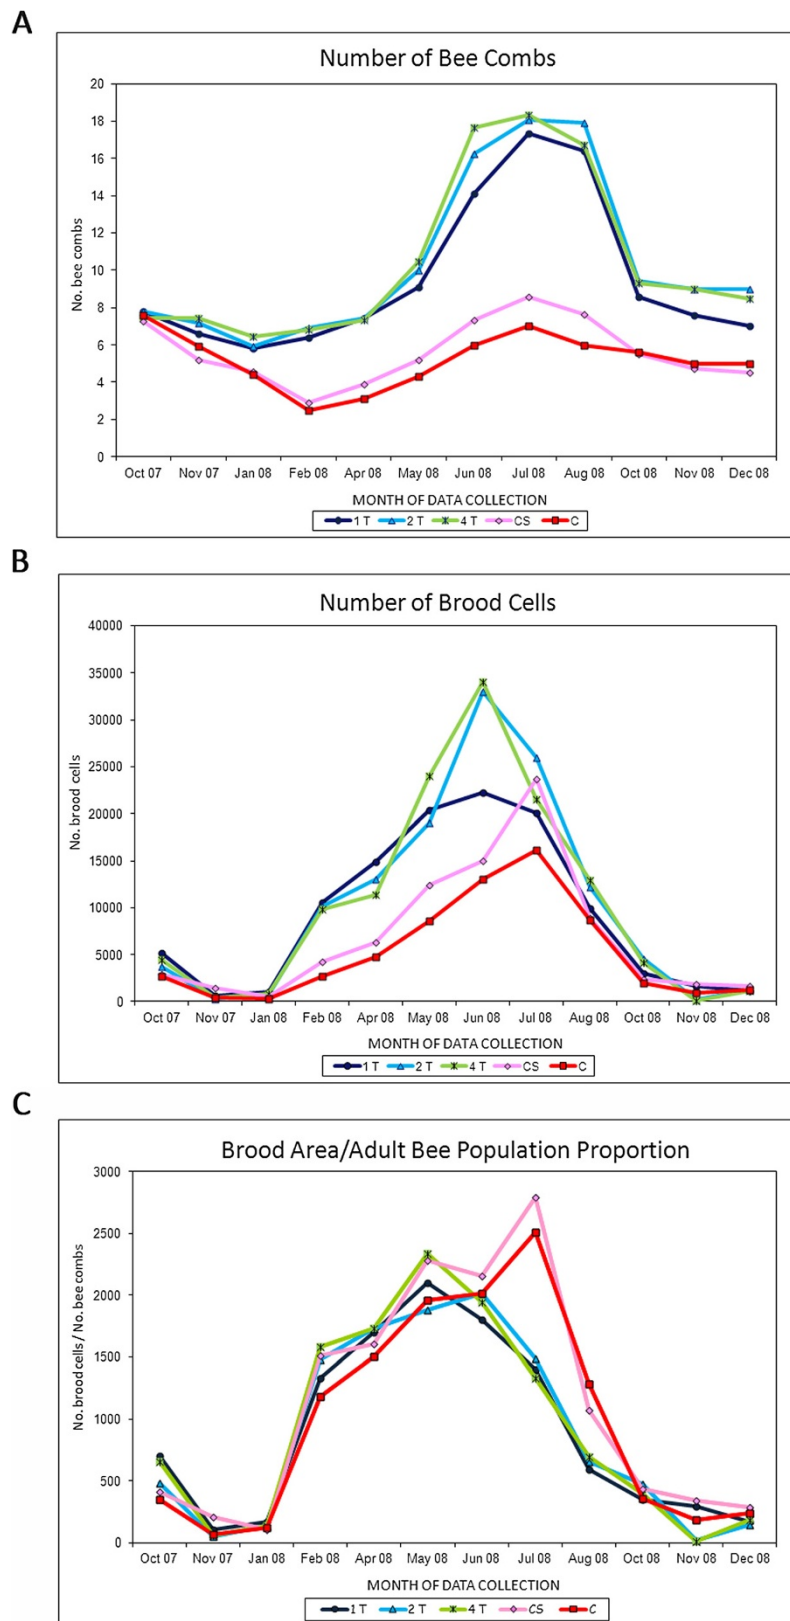 A
Number of Bee Combs
20
18
16
14
12
10
8
6
4
2
0
No. bee combs
Oct 07 Nov 07 Jan 08 Feb 08 Apr 08 May 08 Jun 08 Jul 08 Aug 08 Oct 08 Nov 08 Dec 08
MONTH OF DATA COLLECTION
1 T 2 T 4 T CS C
B
Number of Brood Cells
40000
35000
30000
25000
20000
15000
10000
5000
0
No. brood cells
Oct 07 Nov 07 Jan 08 Feb 08 Apr 08 May 08 Jun 08 Jul 08 Aug 08 Oct 08 Nov 08 Dec 08
MONTH OF DATA COLLECTION
1 T 2 T 4 T CS C
C
Brood Area/Adult Bee Population Proportion
3000
2500
2000
1500
1000
500
0
No. brood cells / No. bee combs
Oct 07 Nov 07 Jan 08 Feb 08 Apr 08 May 08 Jun 08 Jul 08 Aug 08 Oct 08 Nov 08 Dec 08
MONTH OF DATA COLLECTION
1 T 2 T 4 T CS C